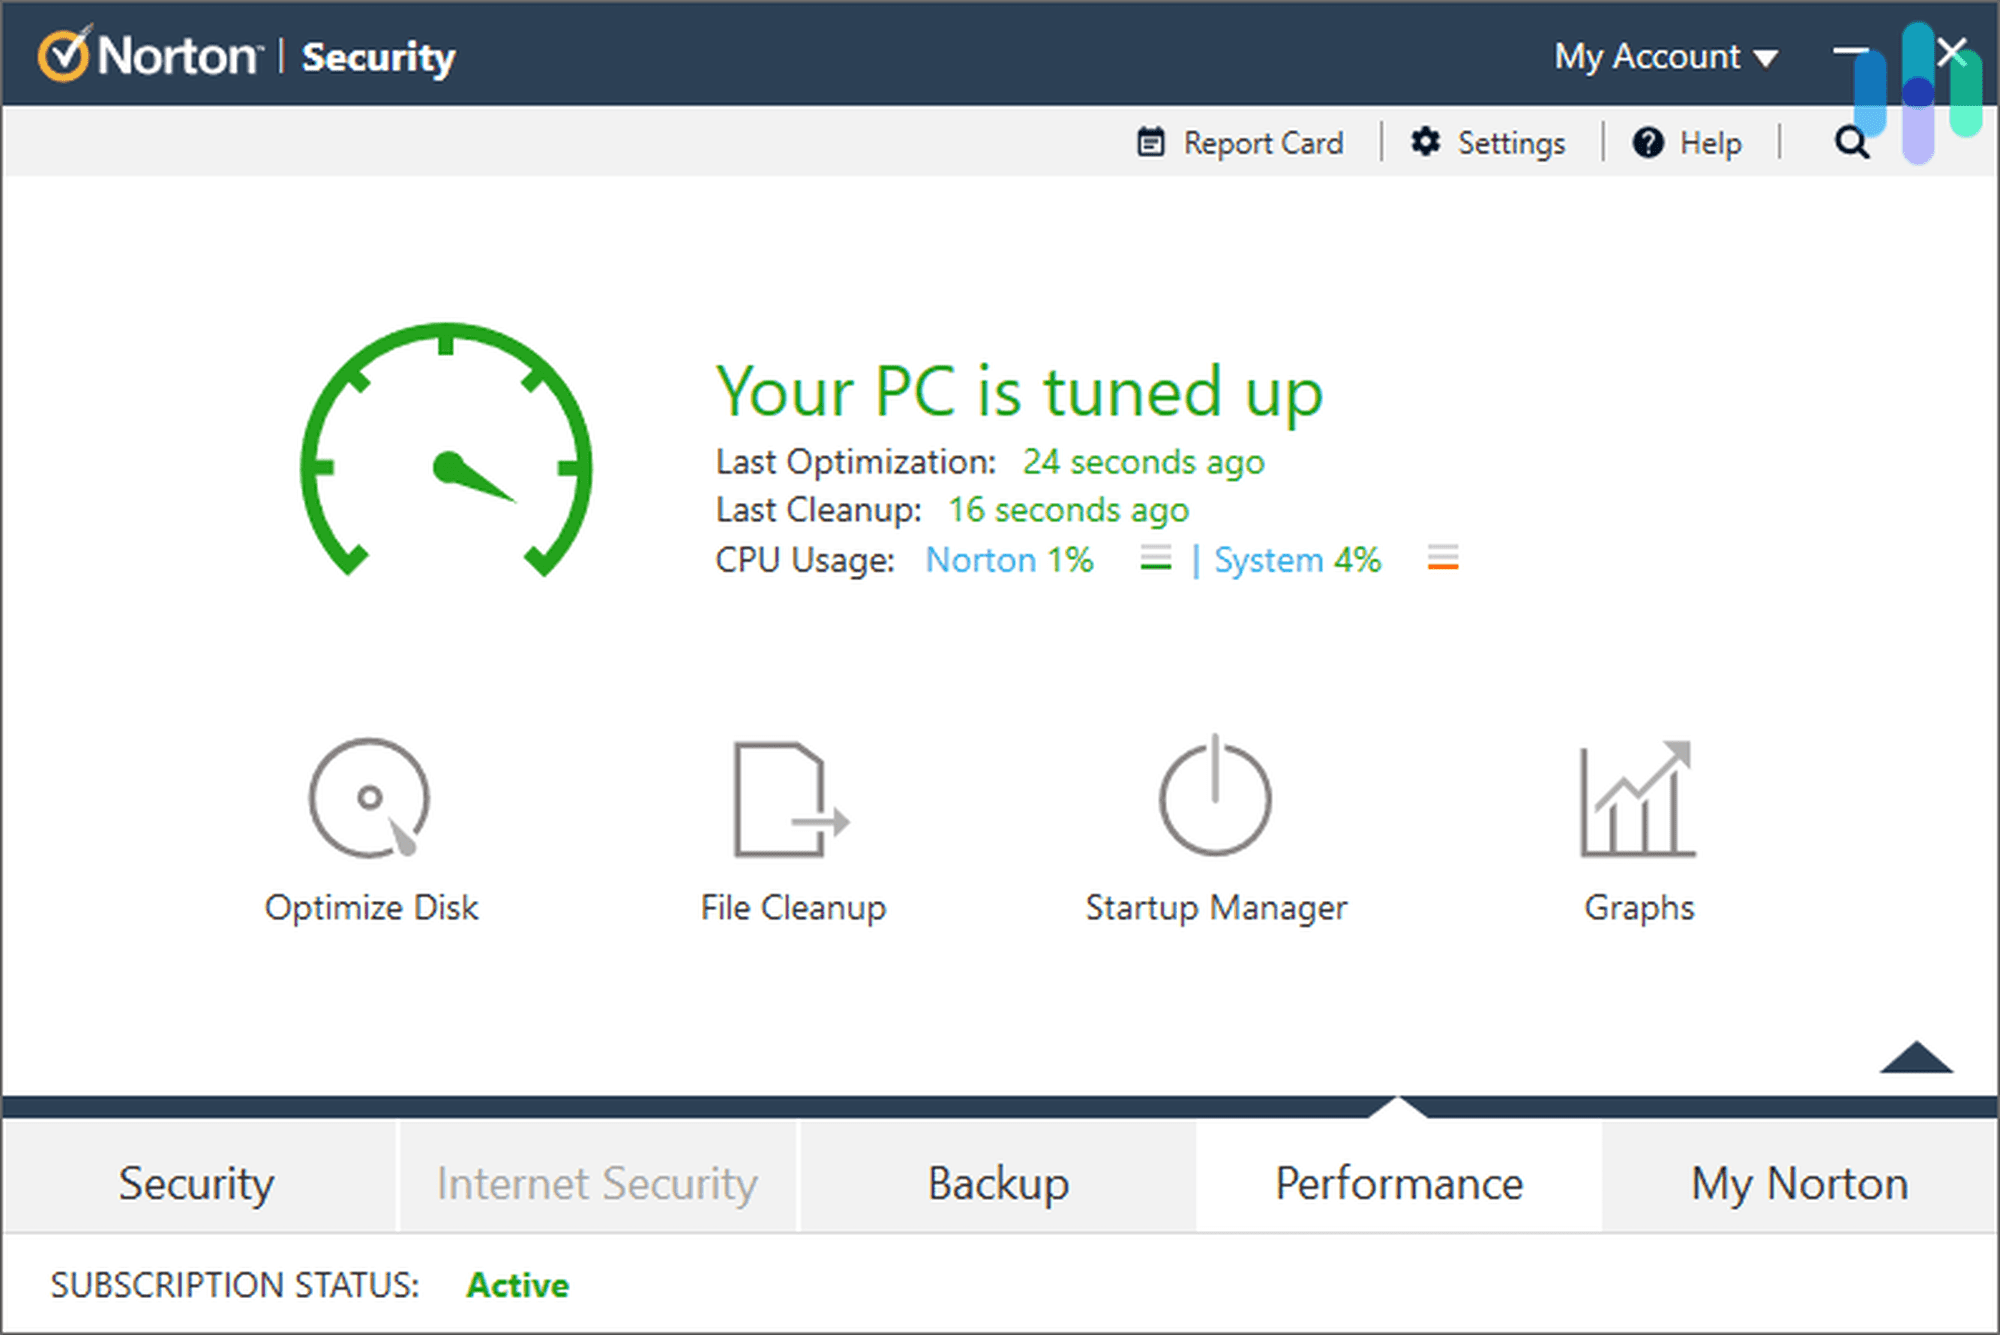 Norton™ | Security
My Account
Report Card | Settings | Help |
Your PC is tuned up
Last Optimization: 24 seconds ago
Last Cleanup: 16 seconds ago
CPU Usage: Norton 1% | System 4%
Optimize Disk
File Cleanup
Startup Manager
Graphs
Security
Internet Security
Backup
Performance
My Norton
SUBSCRIPTION STATUS: Active